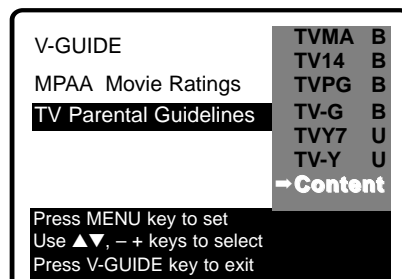 V-GUIDE
MPAA Movie Ratings
TV Parental Guidelines
TVMA B
TV14 B
TVPG B
TV-G B
TVY7 U
TV-Y U
➡Content
Press MENU key to set
Use ▲▼, – + keys to select
Press V-GUIDE key to exit